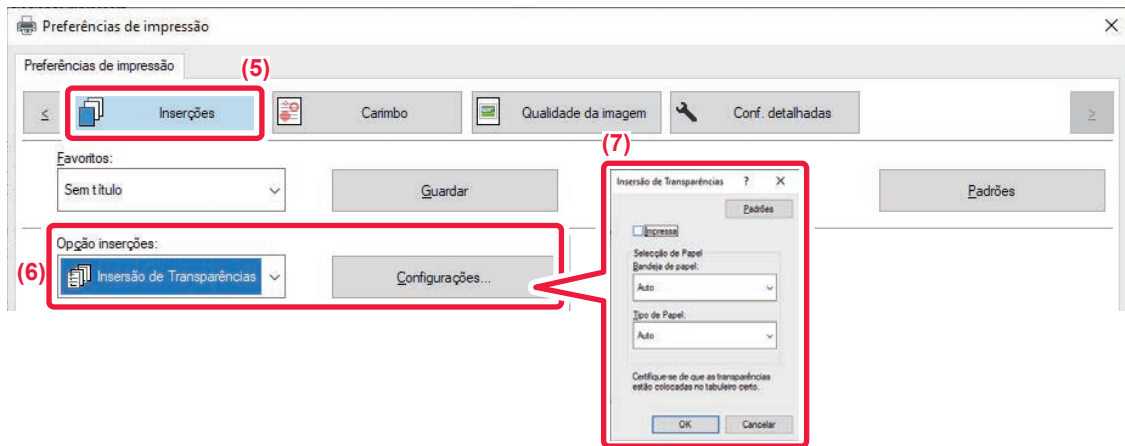 Preferências de impressão
Preferências de impressão
(5)
≤ Inserções Carimbo Qualidade da imagem Conf. detalhadas ≥
(7)
Favoritos:
Sem título Guardar Padrões
(6)
Opção inserções:
Insersão de Transparências Configurações...
Insersão de Transparências ? X
Padrões
Impressa
Selecção de Papel
Bandeja de papel:
Auto
Tipo de Papel:
Auto
Certifique-se de que as transparências
estão colocadas no tabuleiro certo.
OK Cancelar